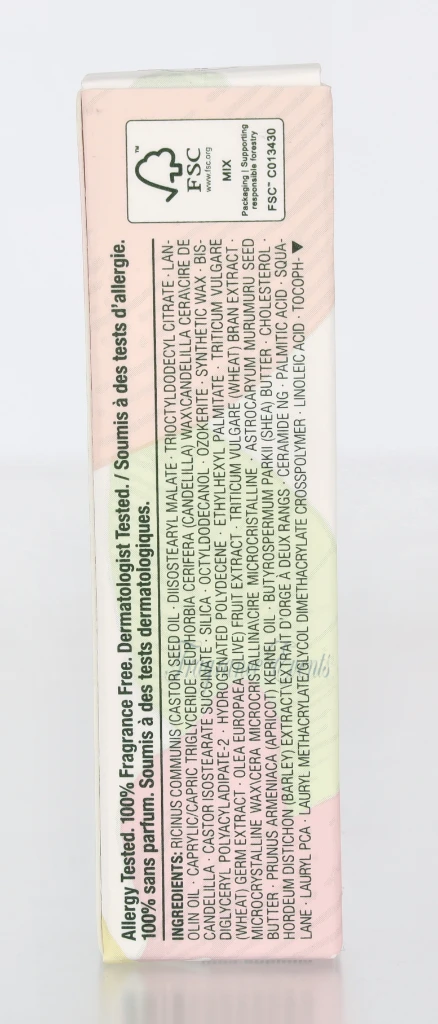 Allergy Tested. 100% Fragrance Free. Dermatologist Tested. / Soumis à des tests d'allergie.
100% sans parfum. Soumis à des tests dermatologiques.
INGREDIENTS: RICINUS COMMUNIS (CASTOR) SEED OIL · DIISOSTEARYL MALATE · TRIOCTYLDODECYL CITRATE · LAN-
OLIN OIL · CAPRYLIC/CAPRIC TRIGLYCERIDE · EUPHORBIA CERIFERA (CANDELILLA) WAX\CANDELILLA CERA\CIRE DE
CANDELILLA · CASTOR ISOSTEARATE SUCCINATE · SILICA · OCTYLDODECANOL · OZOKERITE · SYNTHETIC WAX · BIS-
DIGLYCERYL POLYACYLADIPATE-2 · HYDROGENATED POLYDECENE · ETHYLHEXYL PALMITATE · TRITICUM VULGARE
(WHEAT) GERM EXTRACT · OLEA EUROPAEA (OLIVE) FRUIT EXTRACT · TRITICUM VULGARE (WHEAT) BRAN EXTRACT ·
MICROCRYSTALLINE WAX\CERA MICROCRISTALLINA\CIRE MICROCRISTALLINE · ASTROCARYUM MURUMURU SEED
BUTTER · PRUNUS ARMENIACA (APRICOT) KERNEL OIL · BUTYROSPERMUM PARKII (SHEA) BUTTER · CHOLESTEROL ·
HORDEUM DISTICHON (BARLEY) EXTRACT\EXTRAIT D'ORGE À DEUX RANGS · CERAMIDE NG · PALMITIC ACID · SQUA-
LANE · LAURYL PCA · LAURYL METHACRYLATE/GLYCOL DIMETHACRYLATE CROSSPOLYMER · LINOLEIC ACID · TOCOPH- ▼
™
FSC
www.fsc.org
MIX
Packaging | Supporting
responsible forestry
FSC™ C013430